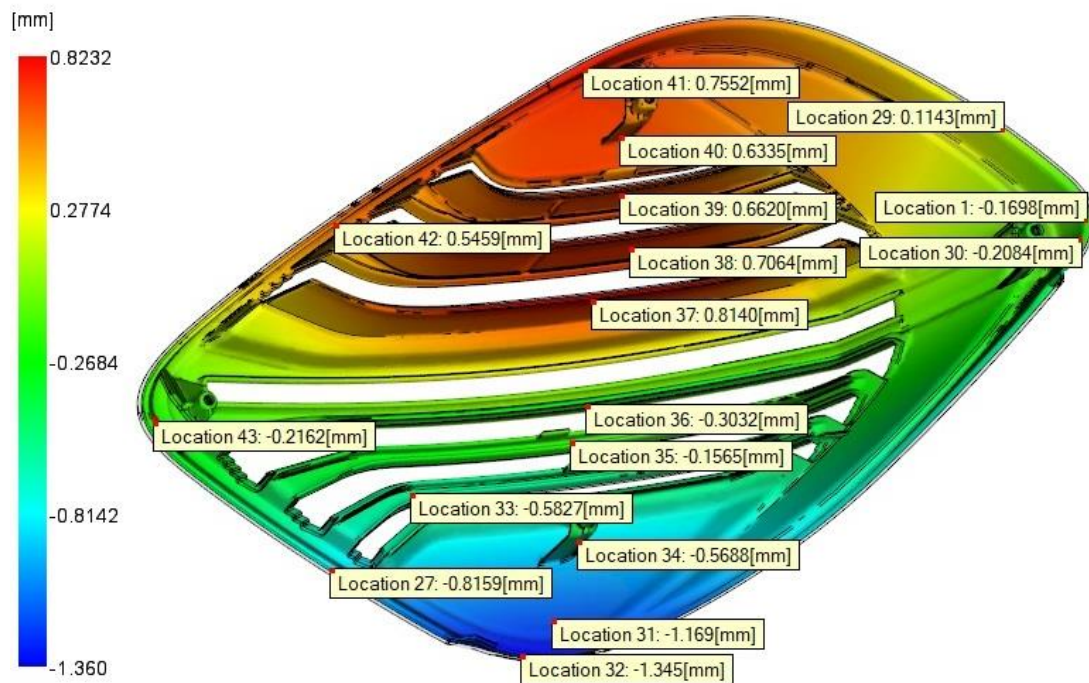 [mm]
0.8232
0.2774
-0.2684
-0.8142
-1.360
Location 41: 0.7552[mm]
Location 29: 0.1143[mm]
Location 40: 0.6335[mm]
Location 39: 0.6620[mm]
Location 1: -0.1698[mm]
Location 42: 0.5459[mm]
Location 30: -0.2084[mm]
Location 38: 0.7064[mm]
Location 37: 0.8140[mm]
Location 36: -0.3032[mm]
Location 43: -0.2162[mm]
Location 35: -0.1565[mm]
Location 33: -0.5827[mm]
Location 34: -0.5688[mm]
Location 27: -0.8159[mm]
Location 31: -1.169[mm]
Location 32: -1.345[mm]